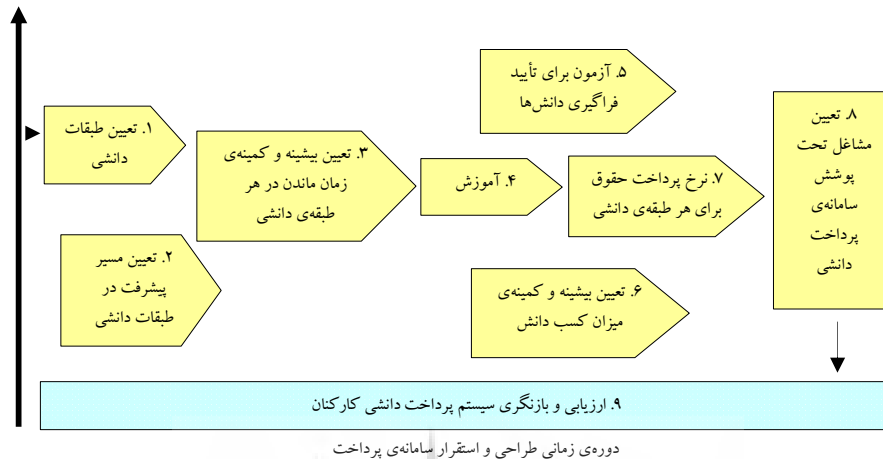 ۱. تعیین طبقات
دانشی
۲. تعیین مسیر
پیشرفت در
طبقات دانشی
۳. تعیین بیشینه و کمینه‌ی
زمان ماندن در هر
طبقه‌ی دانشی
۴. آموزش
۵. آزمون برای تأیید
فراگیری دانش‌ها
۶. تعیین بیشینه و کمینه‌ی
میزان کسب دانش
۷. نرخ پرداخت حقوق
برای هر طبقه‌ی دانشی
۸. تعیین
مشاغل تحت
پوشش
سامانه‌ی
پرداخت
دانشی
۹. ارزیابی و بازنگری سیستم پرداخت دانشی کارکنان
دوره‌ی زمانی طراحی و استقرار سامانه‌ی پرداخت